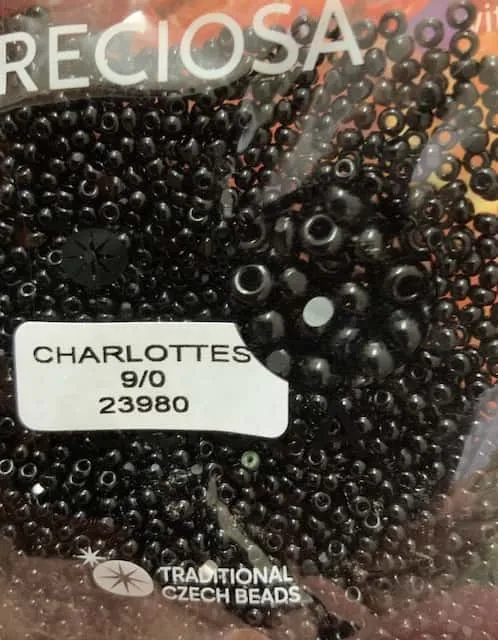 RECIOSA
CHARLOTTES
9/0
23980
TRADITIONAL
CZECH BEADS